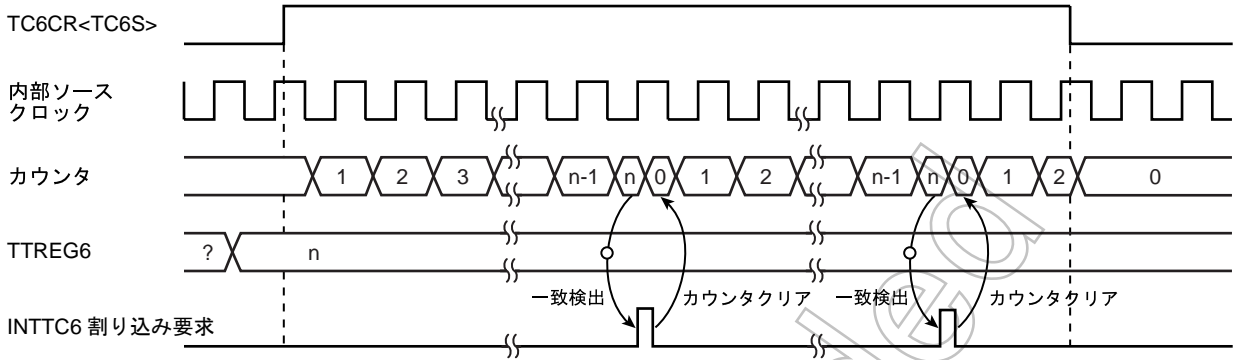 TC6CR<TC6S>
内部ソース
クロック
カウンタ
1 2 3 n-1 n 0 1 2 n-1 n 0 1 2 0
TTREG6
? n
一致検出 カウンタクリア 一致検出 カウンタクリア
INTTC6 割り込み要求